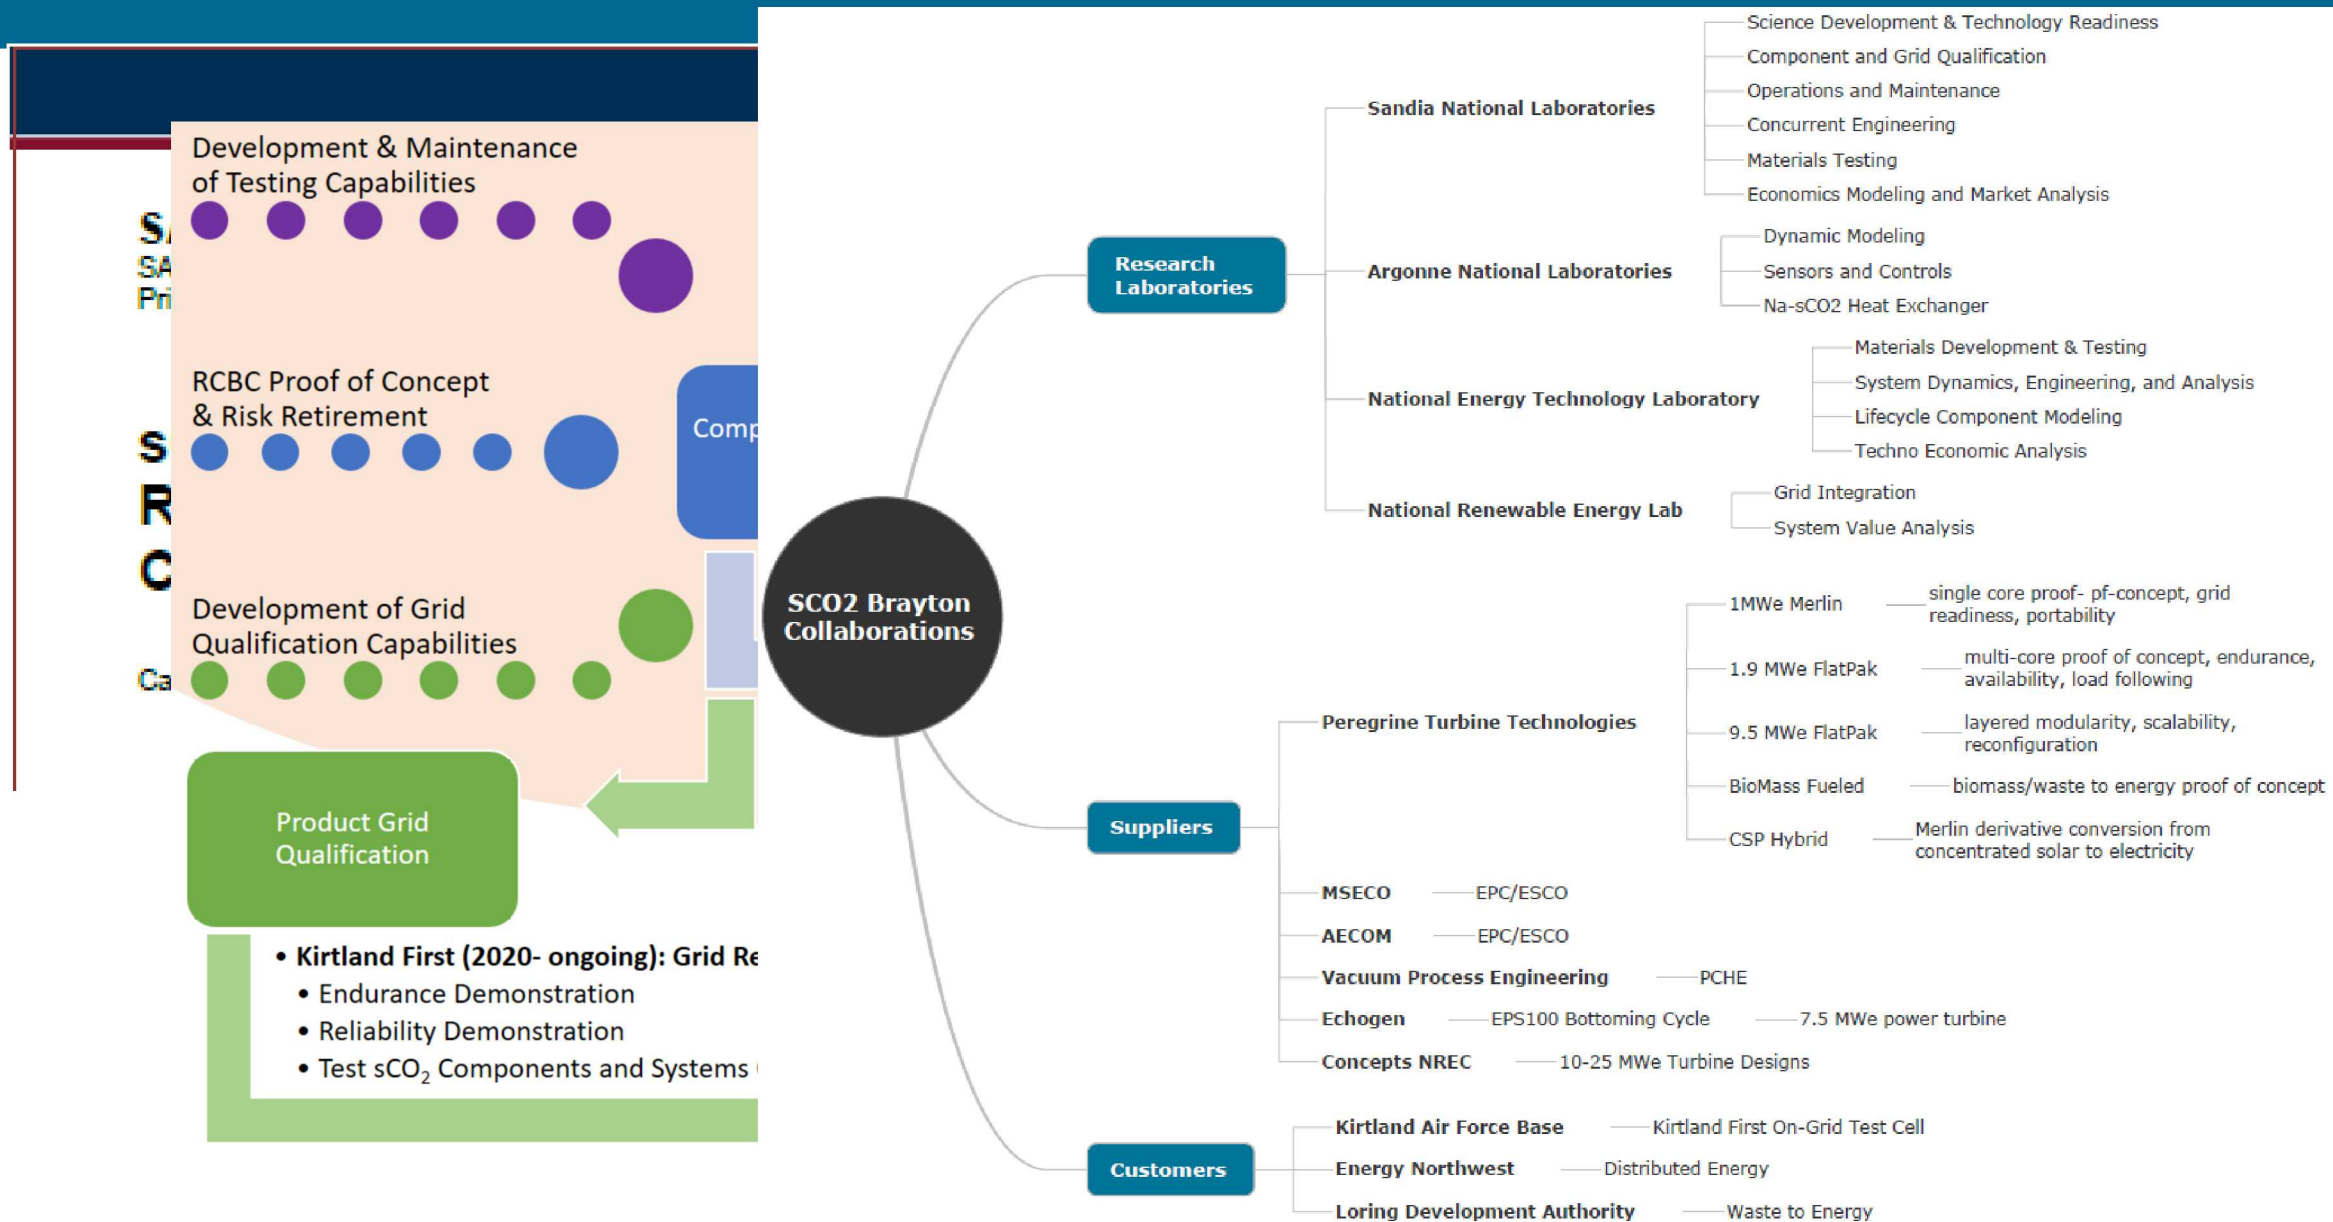 Development & Maintenance
of Testing Capabilities
RCBC Proof of Concept
& Risk Retirement
Development of Grid
Qualification Capabilities
Product Grid
Qualification
• Kirtland First (2020- ongoing): Grid
• Endurance Demonstration
• Reliability Demonstration
• Test sCO2 Components and Systems
SCO2 Brayton
Collaborations
Research
Laboratories
Sandia National Laboratories
Science Development & Technology Readiness
Component and Grid Qualification
Operations and Maintenance
Concurrent Engineering
Materials Testing
Economics Modeling and Market Analysis
Argonne National Laboratories
Dynamic Modeling
Sensors and Controls
Na-sCO2 Heat Exchanger
National Energy Technology Laboratory
Materials Development & Testing
System Dynamics, Engineering, and Analysis
Lifecycle Component Modeling
Techno Economic Analysis
National Renewable Energy Lab
Grid Integration
System Value Analysis
Suppliers
Peregrine Turbine Technologies
1MWe Merlin
single core proof- pf-concept, grid
readiness, portability
1.9 MWe FlatPak
multi-core proof of concept, endurance,
availability, load following
9.5 MWe FlatPak
layered modularity, scalability,
reconfiguration
BioMass Fueled
biomass/waste to energy proof of concept
CSP Hybrid
Merlin derivative conversion from
concentrated solar to electricity
MSECO
EPC/ESCO
AECOM
EPC/ESCO
Vacuum Process Engineering
PCHE
Echogen
EPS100 Bottoming Cycle
7.5 MWe power turbine
Concepts NREC
10-25 MWe Turbine Designs
Customers
Kirtland Air Force Base
Kirtland First On-Grid Test Cell
Energy Northwest
Distributed Energy
Loring Development Authority
Waste to Energy